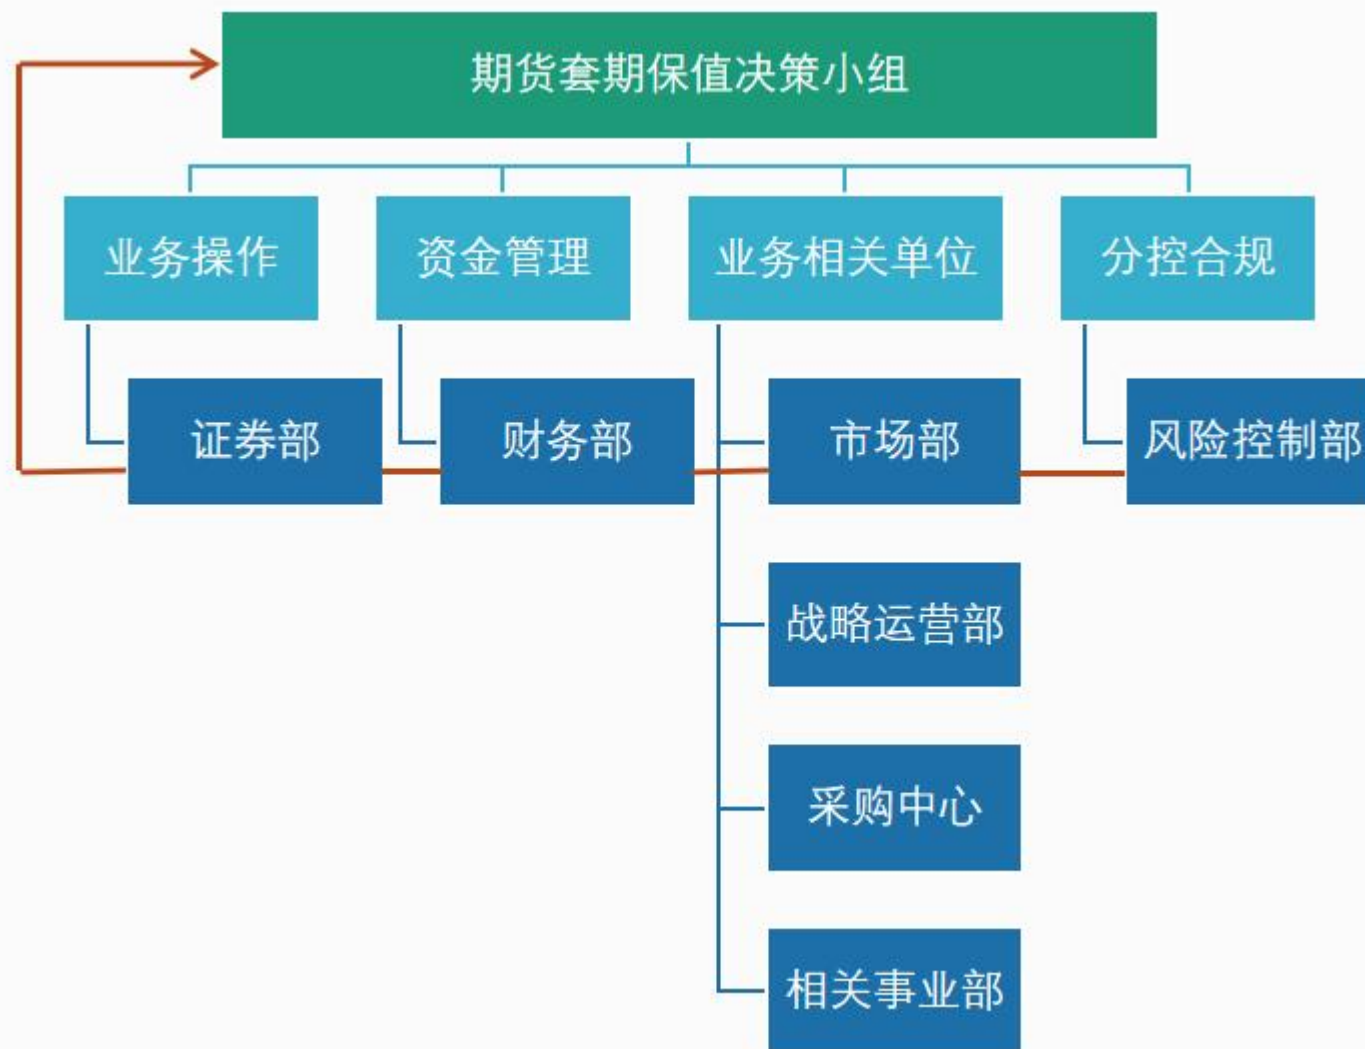 期货套期保值决策小组
业务操作
资金管理
业务相关单位
分控合规
证券部
财务部
市场部
风险控制部
战略运营部
采购中心
相关事业部